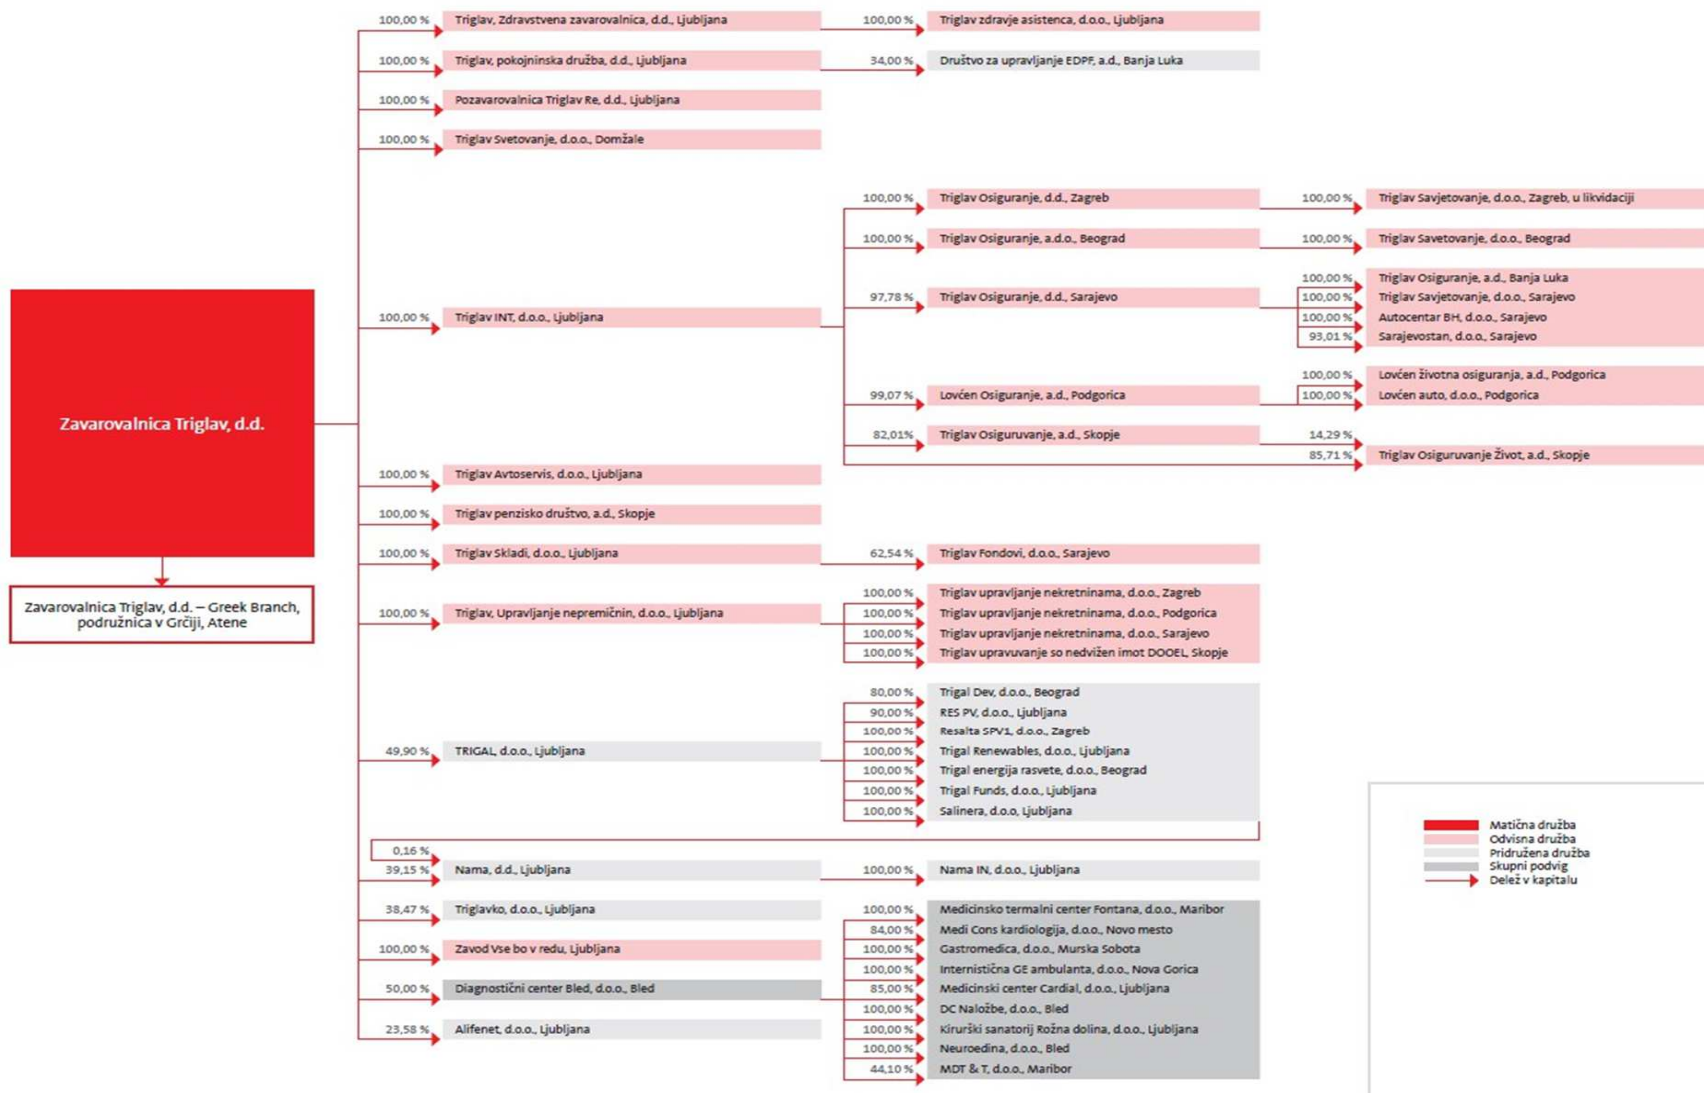 100,00 % Triglav, Zdravstvena zavarovalnica, d.d., Ljubljana 100,00 % Triglav zdravje asistenca, d.o.o., Ljubljana
100,00 % Triglav, pokojninska družba, d.d., Ljubljana 34,00 % Društvo za upravljanje EDPF, a.d., Banja Luka
100,00 % Pozavarovalnica Triglav Re, d.d., Ljubljana
100,00 % Triglav Svetovanje, d.o.o., Domžale
100,00 % Triglav Osiguranje, d.d., Zagreb 100,00 % Triglav Savjetovanje, d.o.o., Zagreb, u likvidaciji
100,00 % Triglav Osiguranje, a.d.o., Beograd 100,00 % Triglav Savetovanje, d.o.o., Beograd
100,00 % Triglav Osiguranje, a.d., Banja Luka
97,78 % Triglav Osiguranje, d.d., Sarajevo 100,00 % Triglav Savjetovanje, d.o.o., Sarajevo
100,00 % Triglav INT, d.o.o., Ljubljana 100,00 % Autocentar BH, d.o.o., Sarajevo
93,01 % Sarajevostan, d.o.o., Sarajevo
100,00 % Lovćen životna osiguranja, a.d., Podgorica
99,07 % Lovćen Osiguranje, a.d., Podgorica 100,00 % Lovćen auto, d.o.o., Podgorica
Zavarovalnica Triglav, d.d.
82,01% Triglav Osiguruvanje, a.d., Skopje 14,29 %
85,71 % Triglav Osiguruvanje Život, a.d., Skopje
100,00 % Triglav Avtoservis, d.o.o., Ljubljana
100,00 % Triglav penzisko društvo, a.d., Skopje
100,00 % Triglav Skladi, d.o.o., Ljubljana 62,54 % Triglav Fondovi, d.o.o., Sarajevo
Zavarovalnica Triglav, d.d. – Greek Branch,
podružnica v Grčiji, Atene
100,00 % Triglav upravljanje nekretninama, d.o.o., Zagreb
100,00 % Triglav, Upravljanje nepremičnin, d.o.o., Ljubljana 100,00 % Triglav upravljanje nekretninama, d.o.o., Podgorica
100,00 % Triglav upravljanje nekretninama, d.o.o., Sarajevo
100,00 % Triglav upravuvanje so nedvižen imot DOOEL, Skopje
80,00 % Trigal Dev, d.o.o., Beograd
90,00 % RES PV, d.o.o., Ljubljana
100,00 % Resalta SPV1, d.o.o., Zagreb
49,90 % TRIGAL, d.o.o., Ljubljana 100,00 % Trigal Renewables, d.o.o., Ljubljana
100,00 % Trigal energija rasvete, d.o.o., Beograd
100,00 % Trigal Funds, d.o.o., Ljubljana
100,00 % Salinera, d.o.o, Ljubljana
0,16 %
39,15 % Nama, d.d., Ljubljana 100,00 % Nama IN, d.o.o., Ljubljana
38,47 % Triglavko, d.o.o., Ljubljana 100,00 % Medicinsko termalni center Fontana, d.o.o., Maribor
84,00 % Medi Cons kardiologija, d.o.o., Novo mesto
100,00 % Zavod Vse bo v redu, Ljubljana 100,00 % Gastromedica, d.o.o., Murska Sobota
100,00 % Internistična GE ambulanta, d.o.o., Nova Gorica
50,00 % Diagnostični center Bled, d.o.o., Bled 85,00 % Medicinski center Cardial, d.o.o., Ljubljana
100,00 % DC Naložbe, d.o.o., Bled
23,58 % Alifenet, d.o.o., Ljubljana 100,00 % Kirurški sanatorij Rožna dolina, d.o.o., Ljubljana
100,00 % Neuroedina, d.o.o., Bled
44,10 % MDT & T, d.o.o., Maribor
Matična družba
Odvisna družba
Pridružena družba
Skupni podvig
Delež v kapitalu